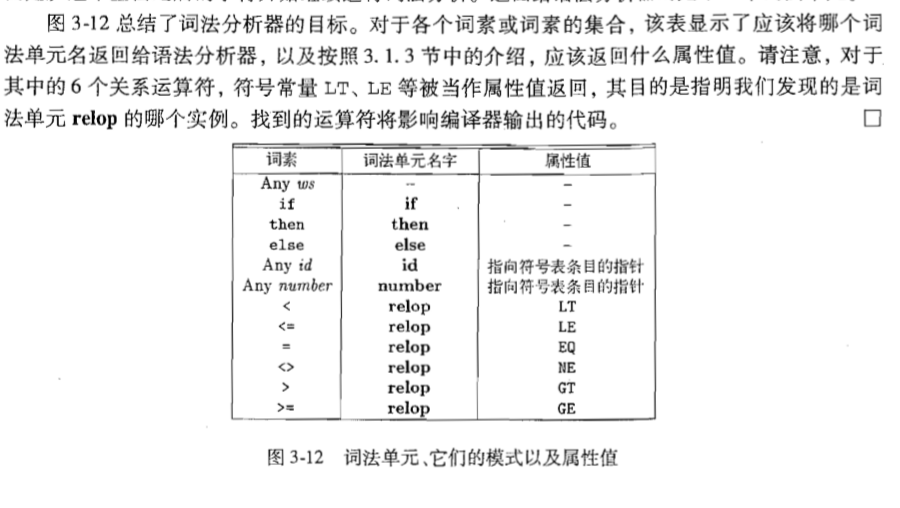 图 3-12 总结了词法分析器的目标。对于各个词素或词素的集合，该表显示了应该将哪个词
法单元名返回给语法分析器，以及按照 3.1.3 节中的介绍，应该返回什么属性值。请注意，对于
其中的 6 个关系运算符，符号常量 LT、LE 等被当作属性值返回，其目的是指明我们发现的是词
法单元 relop 的哪个实例。找到的运算符将影响编译器输出的代码。 □
词素 词法单元名字 属性值
Any ws -- –
if if –
then then –
else else –
Any id id 指向符号表条目的指针
Any number number 指向符号表条目的指针
< relop LT
<= relop LE
= relop EQ
<> relop NE
> relop GT
>= relop GE
图 3-12 词法单元、它们的模式以及属性值